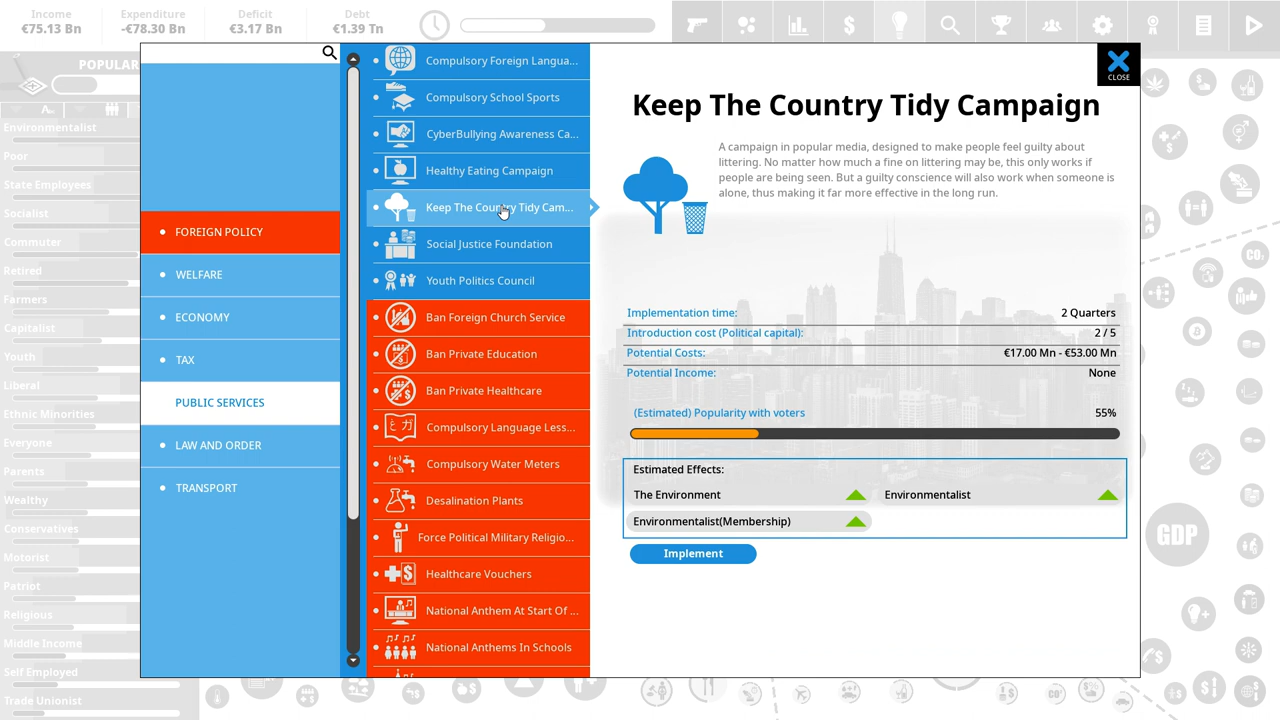 Income
Expenditure
Deficit
Debt
€75.13 Bn
-€78.30 Bn
€3.17 Bn
€1.39 Tn
POPULAR
Environmentalist
Poor
State Employees
Socialist
Commuter
Retired
Farmers
Capitalist
Youth
Liberal
Ethnic Minorities
Everyone
Parents
Wealthy
Conservatives
Motorist
Patriot
Religious
Middle Income
Self Employed
Trade Unionist
FOREIGN POLICY
WELFARE
ECONOMY
TAX
PUBLIC SERVICES
LAW AND ORDER
TRANSPORT
Compulsory Foreign Langua...
Compulsory School Sports
CyberBullying Awareness Ca...
Healthy Eating Campaign
Keep The Country Tidy Cam...
Social Justice Foundation
Youth Politics Council
Ban Foreign Church Service
Ban Private Education
Ban Private Healthcare
Compulsory Language Less...
Compulsory Water Meters
Desalination Plants
Force Political Military Religio...
Healthcare Vouchers
National Anthem At Start Of ...
National Anthems In Schools
CLOSE
Keep The Country Tidy Campaign
A campaign in popular media, designed to make people feel guilty about
littering. No matter how much a fine on littering may be, this only works if
people are being seen. But a guilty conscience will also work when someone is
alone, thus making it far more effective in the long run.
Implementation time: 2 Quarters
Introduction cost (Political capital): 2 / 5
Potential Costs: €17.00 Mn - €53.00 Mn
Potential Income: None
(Estimated) Popularity with voters 55%
Estimated Effects:
The Environment
Environmentalist
Environmentalist(Membership)
Implement
GDP